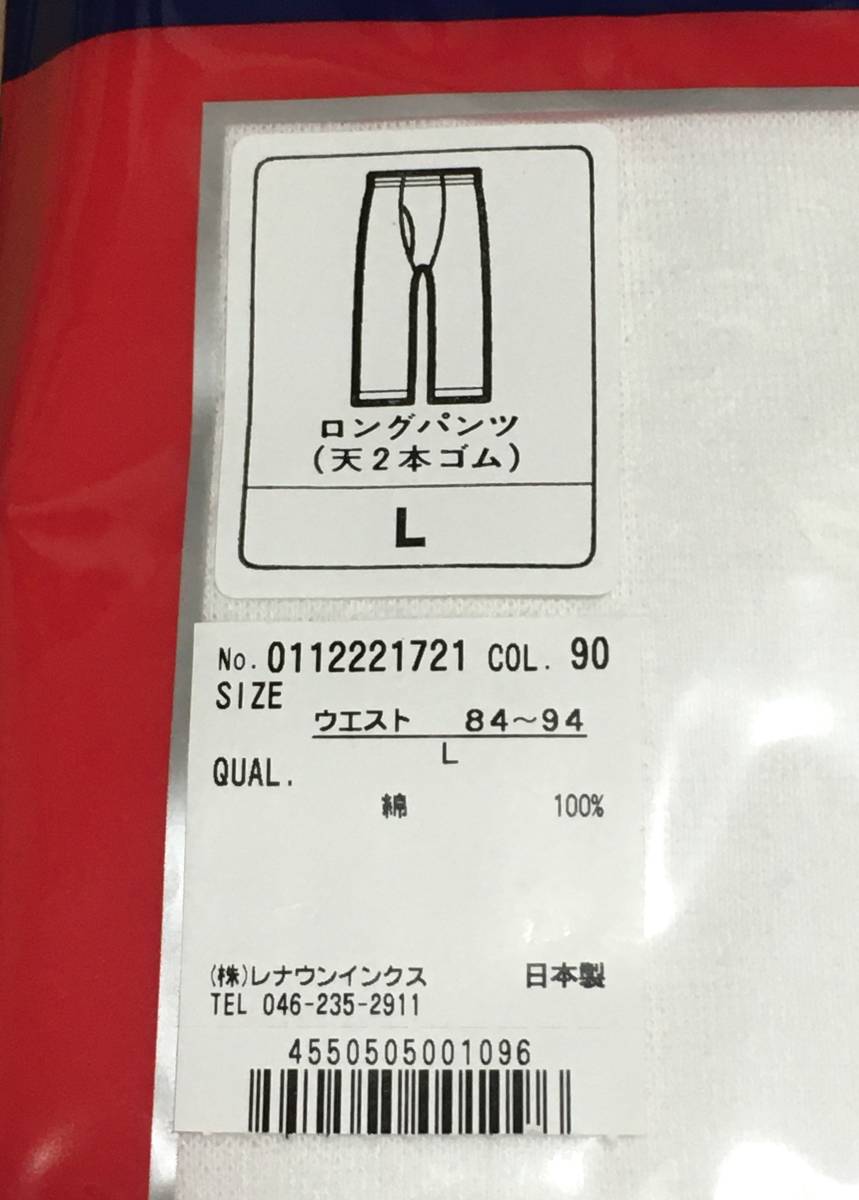 ロングパンツ
(天2本ゴム)
L
No. 0112221721 COL. 90
SIZE
ウエスト 84～94
L
QUAL.
綿 100%
(株)レナウンインクス 日本製
TEL 046-235-2911
4550505001096